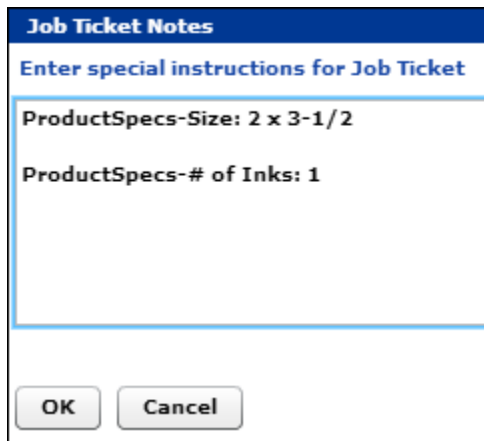 Job Ticket Notes
Enter special instructions for Job Ticket
ProductSpecs-Size: 2 x 3-1/2
ProductSpecs-# of Inks: 1
OK
Cancel